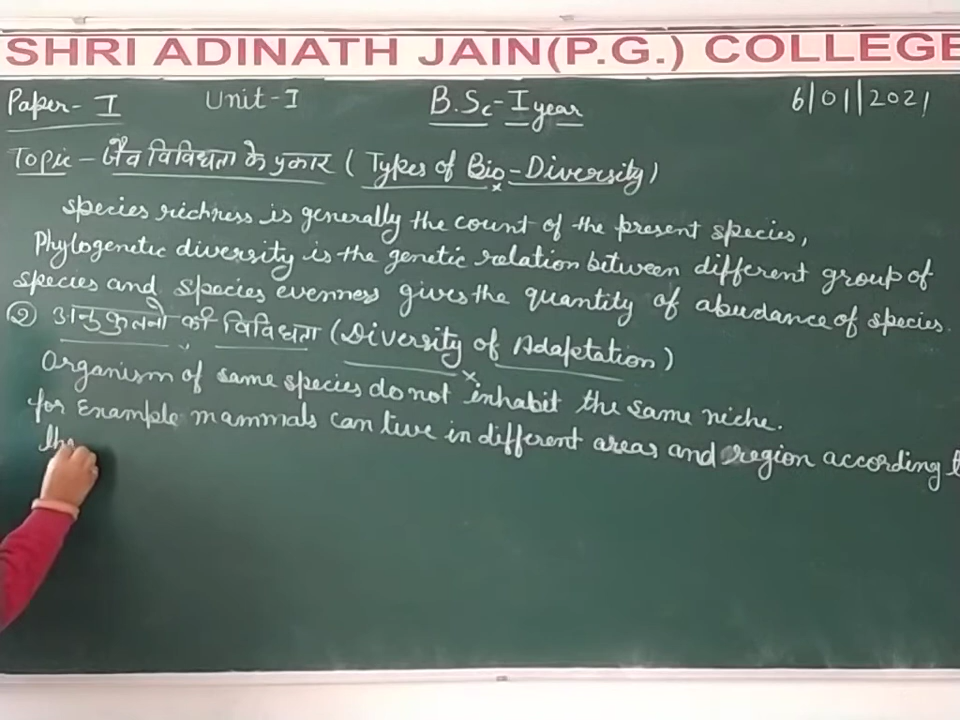 SHRI ADINATH JAIN(P.G.) COLLEGE
Paper - I Unit - I B.Sc - I year 6/01/2021
Topic - जैव विविधता के प्रकार ( Types of Bio-Diversity)
species richness is generally the count of the present species,
Phylogenetic diversity is the genetic relation between different group of
species and species evenness gives the quantity of abundance of species.
② अनुकूलनो की विविधता (Diversity of Adaptation)
Organism of same species do not inhabit the same niche.
for Example mammals can live in different areas and region according